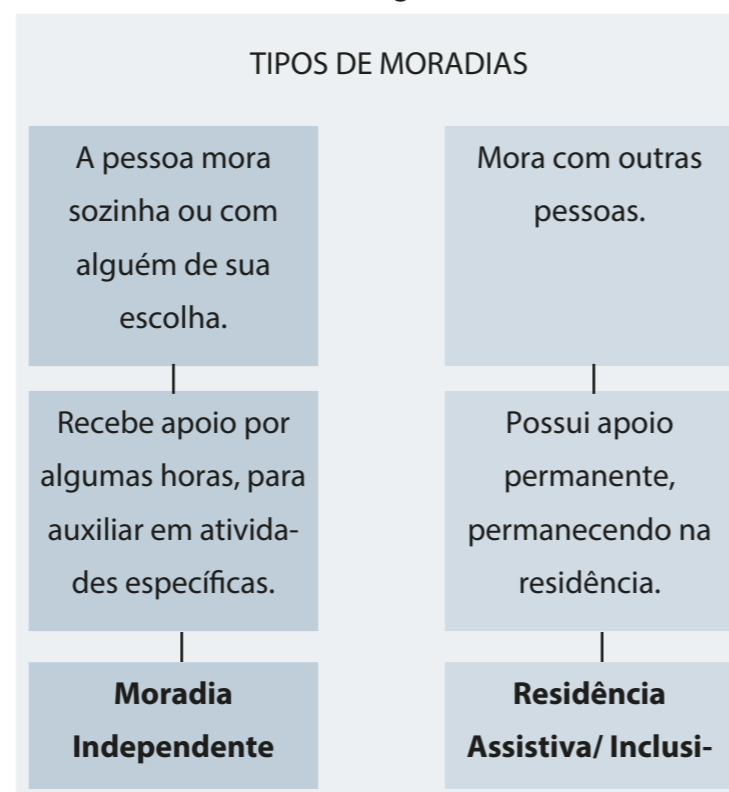 TIPOS DE MORADIAS
A pessoa mora
sozinha ou com
alguém de sua
escolha.
Recebe apoio por
algumas horas, para
auxiliar em ativida-
des específicas.
Moradia
Independente
Mora com outras
pessoas.
Possui apoio
permanente,
permanecendo na
residência.
Residência
Assistiva/ Inclusi-